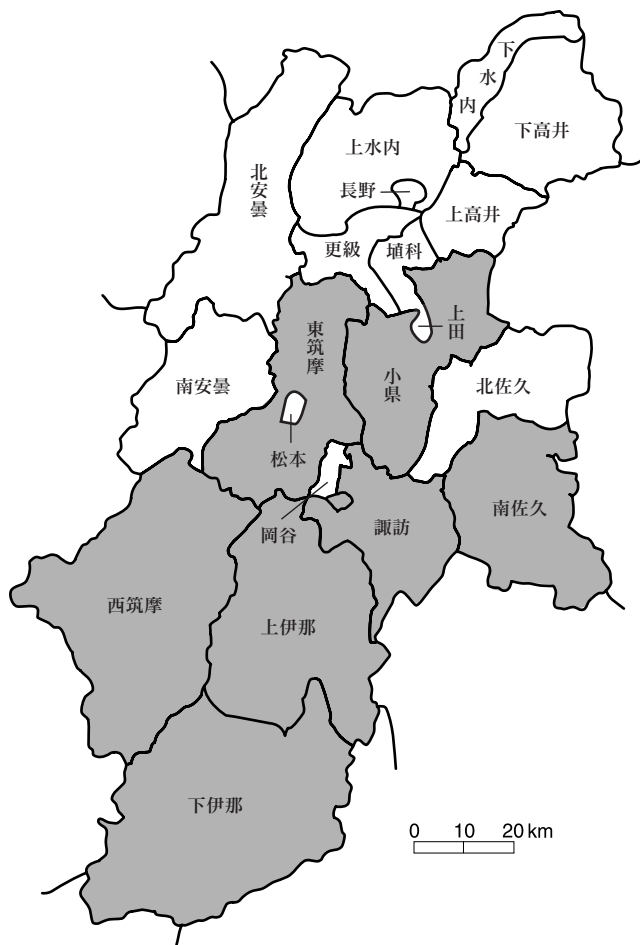 下水内
下高井
上水内
長野
北安曇
上高井
更級
埴科
上田
東筑摩
小県
南安曇
北佐久
松本
岡谷
諏訪
南佐久
西筑摩
上伊那
下伊那
0 10 20 km